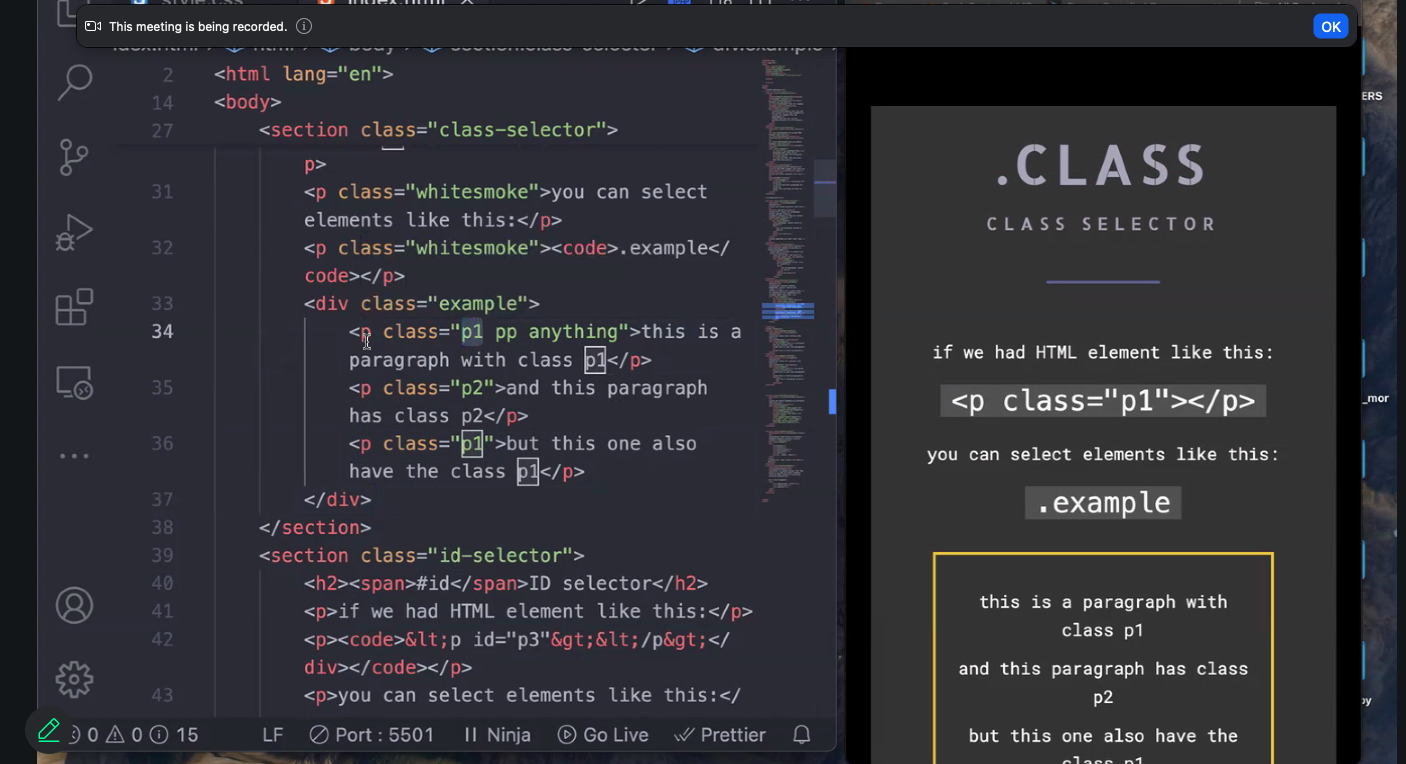 This meeting is being recorded.
OK
2 <html lang="en">
14 <body>
27 <section class="class-selector">
p>
31 <p class="whitesmoke">you can select
elements like this:</p>
32 <p class="whitesmoke"><code>.example</
code></p>
33 <div class="example">
34 <p class="p1 pp anything">this is a
paragraph with class p1</p>
35 <p class="p2">and this paragraph
has class p2</p>
36 <p class="p1">but this one also
have the class p1</p>
37 </div>
38 </section>
39 <section class="id-selector">
40 <h2><span>#id</span>ID selector</h2>
41 <p>if we had HTML element like this:</p>
42 <p><code>&lt;p id="p3"&gt;&lt;/p&gt;</
div></code></p>
43 <p>you can select elements like this:</
0 0 15 LF Port : 5501 Ninja Go Live Prettier
.CLASS
CLASS SELECTOR
if we had HTML element like this:
<p class="p1"></p>
you can select elements like this:
.example
this is a paragraph with
class p1
and this paragraph has class
p2
but this one also have the
class p1
ERS
_mor
py